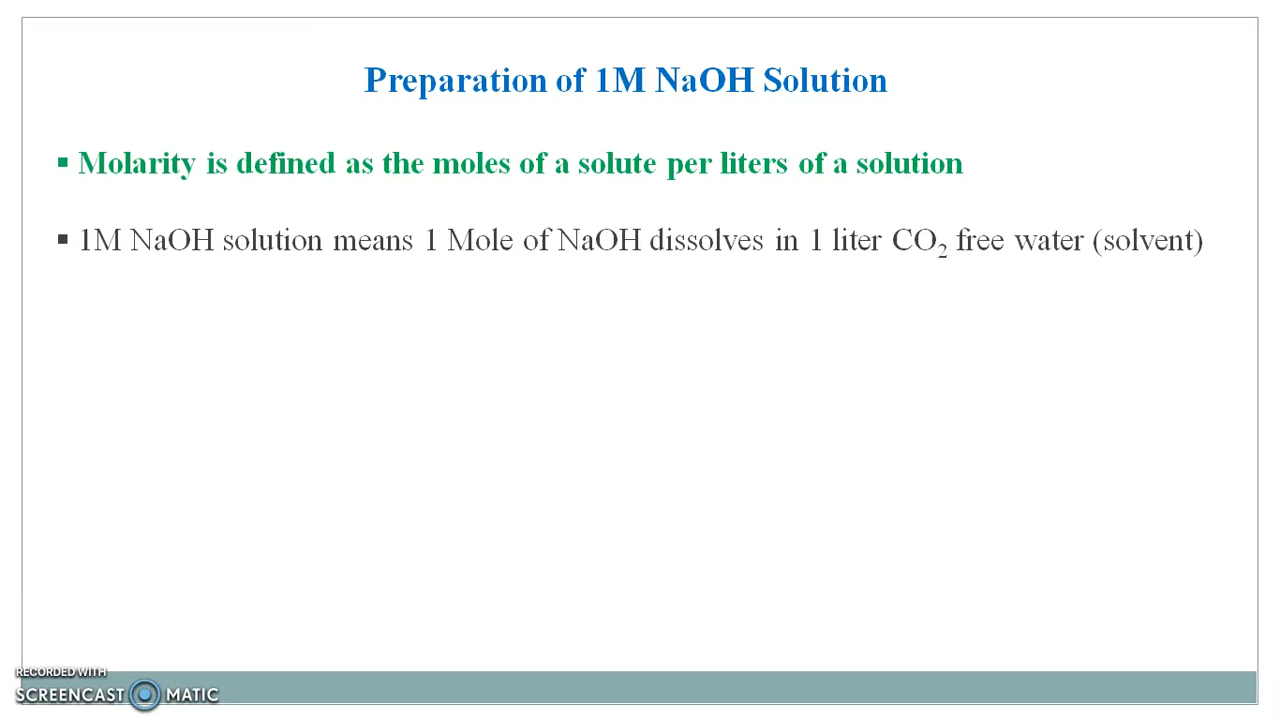 Preparation of 1M NaOH Solution
▪ Molarity is defined as the moles of a solute per liters of a solution
▪ 1M NaOH solution means 1 Mole of NaOH dissolves in 1 liter CO₂ free water (solvent)
RECORDED WITH
SCREENCAST MATIC